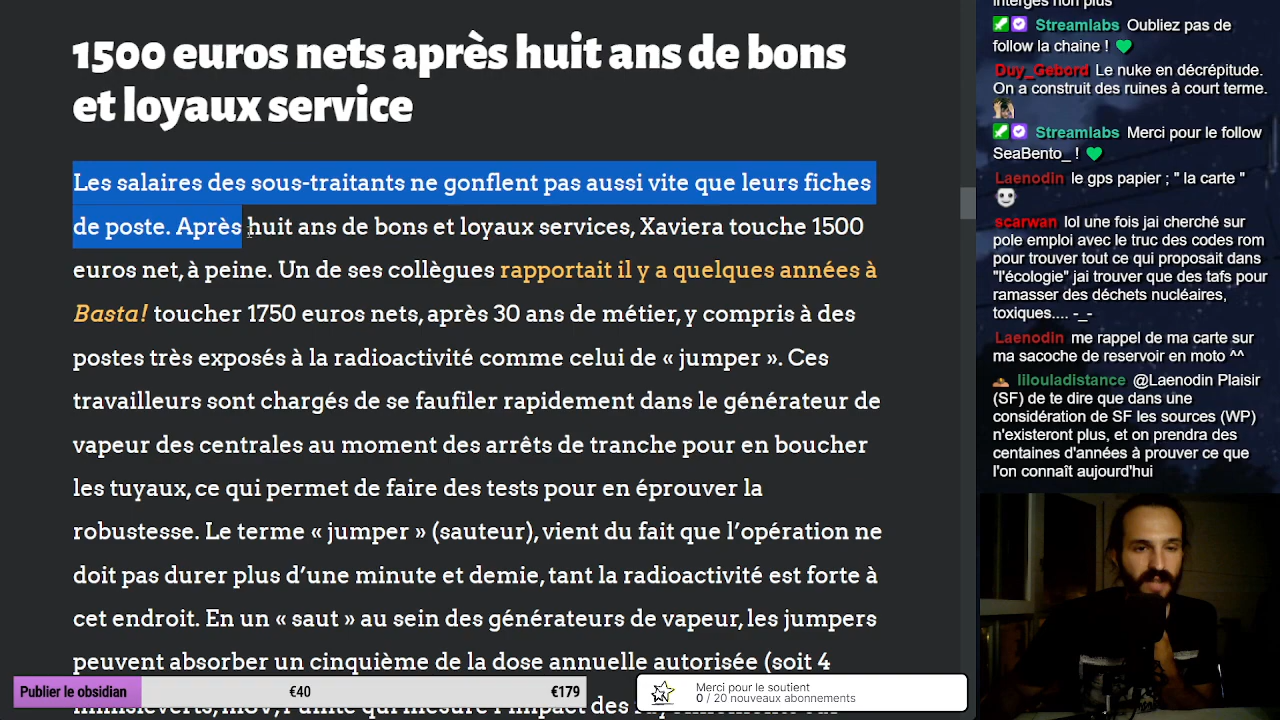 1500 euros nets après huit ans de bons
et loyaux service
Les salaires des sous-traitants ne gonflent pas aussi vite que leurs fiches
de poste. Après huit ans de bons et loyaux services, Xaviera touche 1500
euros net, à peine. Un de ses collègues rapportait il y a quelques années à
Basta! toucher 1750 euros nets, après 30 ans de métier, y compris à des
postes très exposés à la radioactivité comme celui de « jumper ». Ces
travailleurs sont chargés de se faufiler rapidement dans le générateur de
vapeur des centrales au moment des arrêts de tranche pour en boucher
les tuyaux, ce qui permet de faire des tests pour en éprouver la
robustesse. Le terme « jumper » (sauteur), vient du fait que l’opération ne
doit pas durer plus d’une minute et demie, tant la radioactivité est forte à
cet endroit. En un « saut » au sein des générateurs de vapeur, les jumpers
peuvent absorber un cinquième de la dose annuelle autorisée (soit 4
Publier le obsidian
€40
€179
Merci pour le soutient
0 / 20 nouveaux abonnements
Streamlabs Oubliez pas de
follow la chaine !
Duy_Gebord Le nuke en décrépitude.
On a construit des ruines à court terme.
Streamlabs Merci pour le follow
SeaBento_ !
Laenodin le gps papier ; " la carte "
scarwan lol une fois jai cherché sur
pole emploi avec le truc des codes rom
pour trouver tout ce qui proposait dans
"l'écologie" jai trouver que des tafs pour
ramasser des déchets nucléaires,
toxiques.... -_-
Laenodin me rappel de ma carte sur
ma sacoche de reservoir en moto ^^
lilouladistance @Laenodin Plaisir
(SF) de te dire que dans une
considération de SF les sources (WP)
n'existeront plus, et on prendra des
centaines d'années à prouver ce que
l'on connaît aujourd'hui